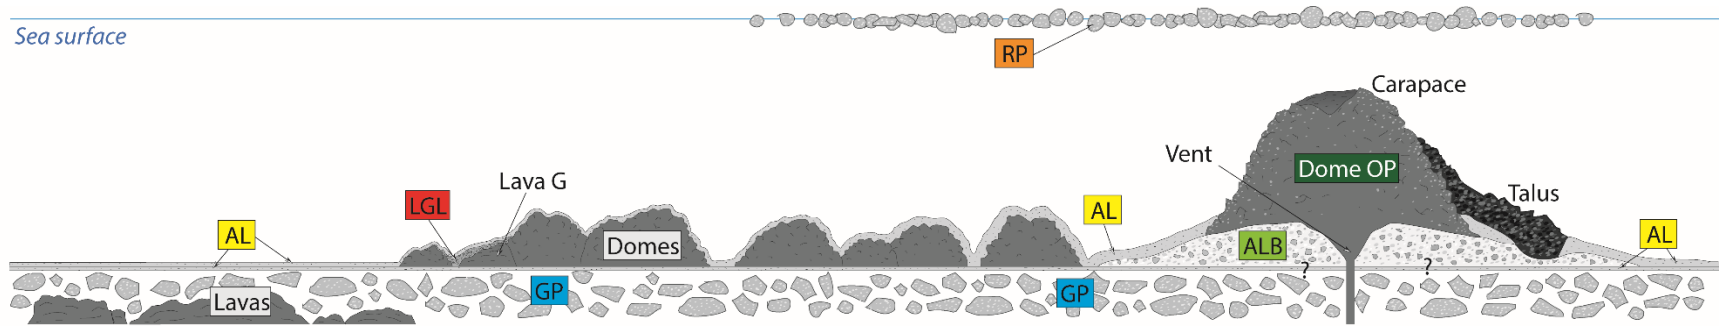 Sea surface
RP
Carapace
Vent
Dome OP
Lava G
LGL
Talus
AL
AL
AL
Domes
ALB
?
?
GP
GP
Lavas